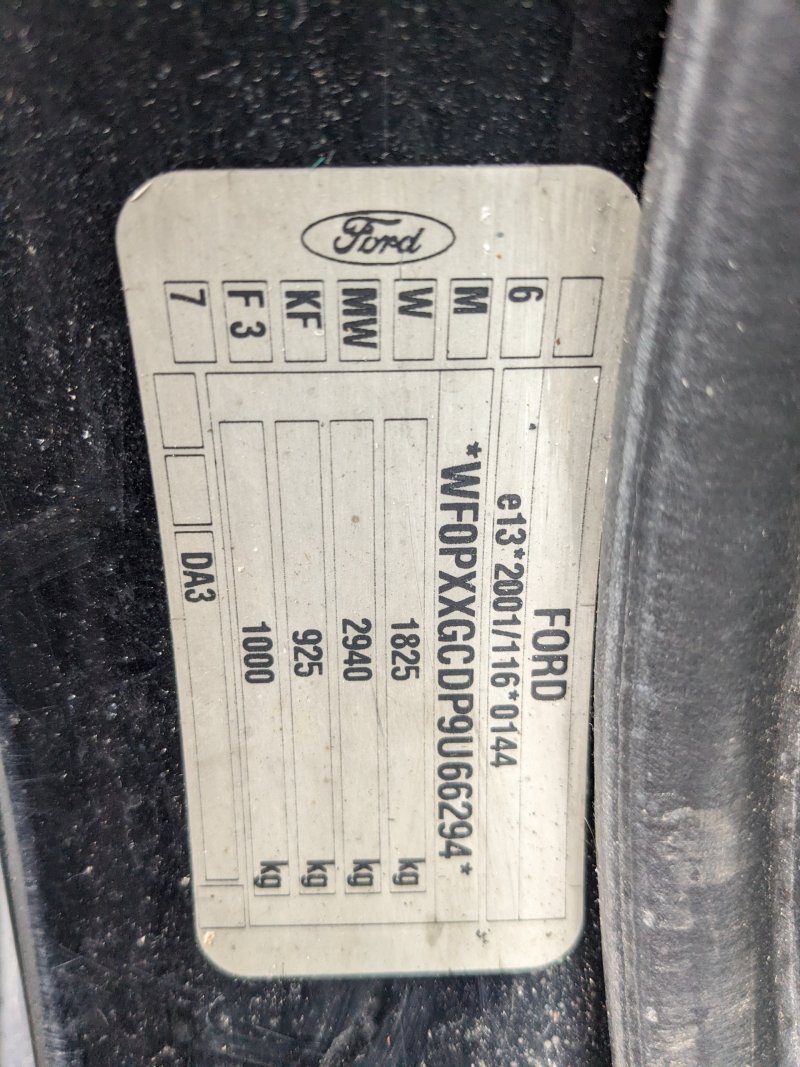 Ford
6
M
W
MW
KF
F 3
7
FORD
e13*2001/116*0144
*WF0PXXGCDP9U66294*
1825 kg
2940 kg
925 kg
1000 kg
DA3